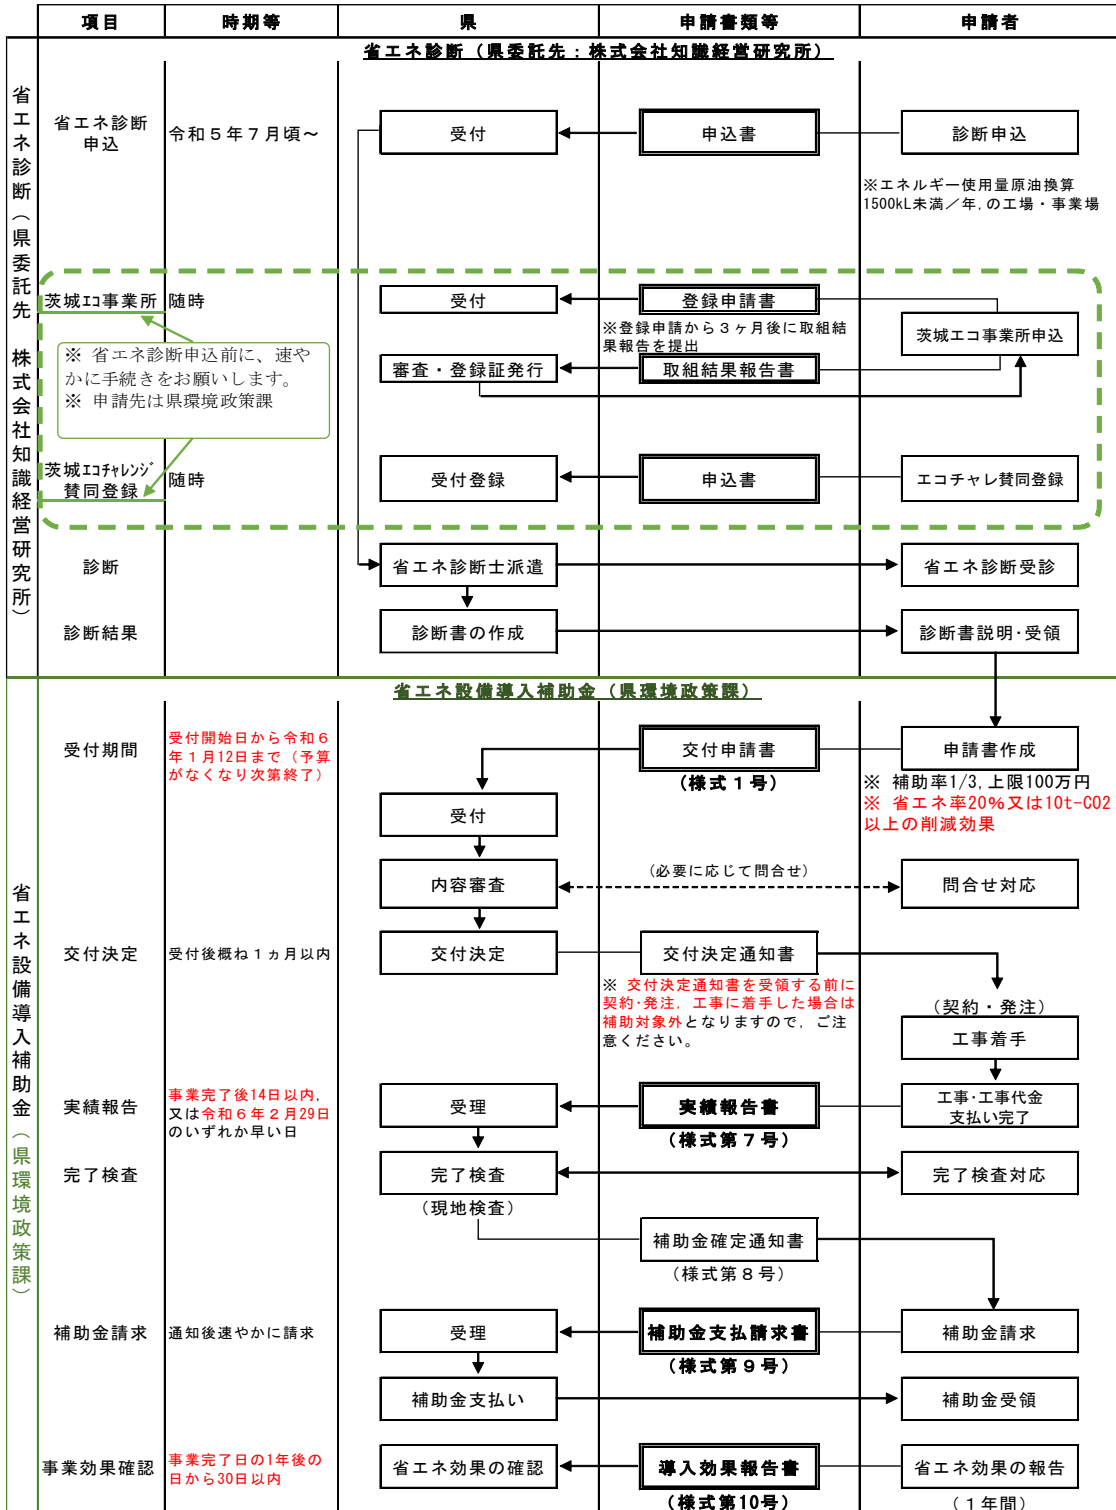 項目 時期等 県 申請書類等 申請者
省エネ診断（県委託先：株式会社知識経営研究所）
省エネ診断（県委託先　株式会社知識経営研究所）
省エネ診断
申込
令和５年７月頃～
受付
申込書
診断申込
※エネルギー使用量原油換算
1500kL未満／年，の工場・事業場
茨城ｴｺ事業所
随時
受付
登録申請書
※登録申請から３ヶ月後に取組結
果報告を提出
茨城エコ事業所申込
※ 省エネ診断申込前に、速や
かに手続きをお願いします。
※ 申請先は県環境政策課
審査・登録証発行
取組結果報告書
茨城ｴｺﾁｬﾚﾝｼﾞ
賛同登録
随時
受付登録
申込書
エコチャレ賛同登録
診断
省エネ診断士派遣
省エネ診断受診
診断結果
診断書の作成
診断書説明･受領
省エネ設備導入補助金（県環境政策課）
省エネ設備導入補助金（県環境政策課）
受付期間
受付開始日から令和６
年１月12日まで（予算
がなくなり次第終了）
交付申請書
(様式１号)
申請書作成
※ 補助率1/3，上限100万円
※ 省エネ率20％又は10t-CO2
以上の削減効果
受付
内容審査
(必要に応じて問合せ)
問合せ対応
交付決定
受付後概ね１ヵ月以内
交付決定
交付決定通知書
※ 交付決定通知書を受領する前に
契約･発注，工事に着手した場合は
補助対象外となりますので，ご注
意ください。
(契約・発注)
工事着手
実績報告
事業完了後14日以内，
又は令和６年２月29日
のいずれか早い日
受理
実績報告書
(様式第７号)
工事･工事代金
支払い完了
完了検査
完了検査
(現地検査)
完了検査対応
補助金確定通知書
(様式第８号)
補助金請求
通知後速やかに請求
受理
補助金支払請求書
(様式第９号)
補助金請求
補助金支払い
補助金受領
事業効果確認
事業完了日の1年後の
日から30日以内
省エネ効果の確認
導入効果報告書
(様式第10号)
省エネ効果の報告
(１年間)